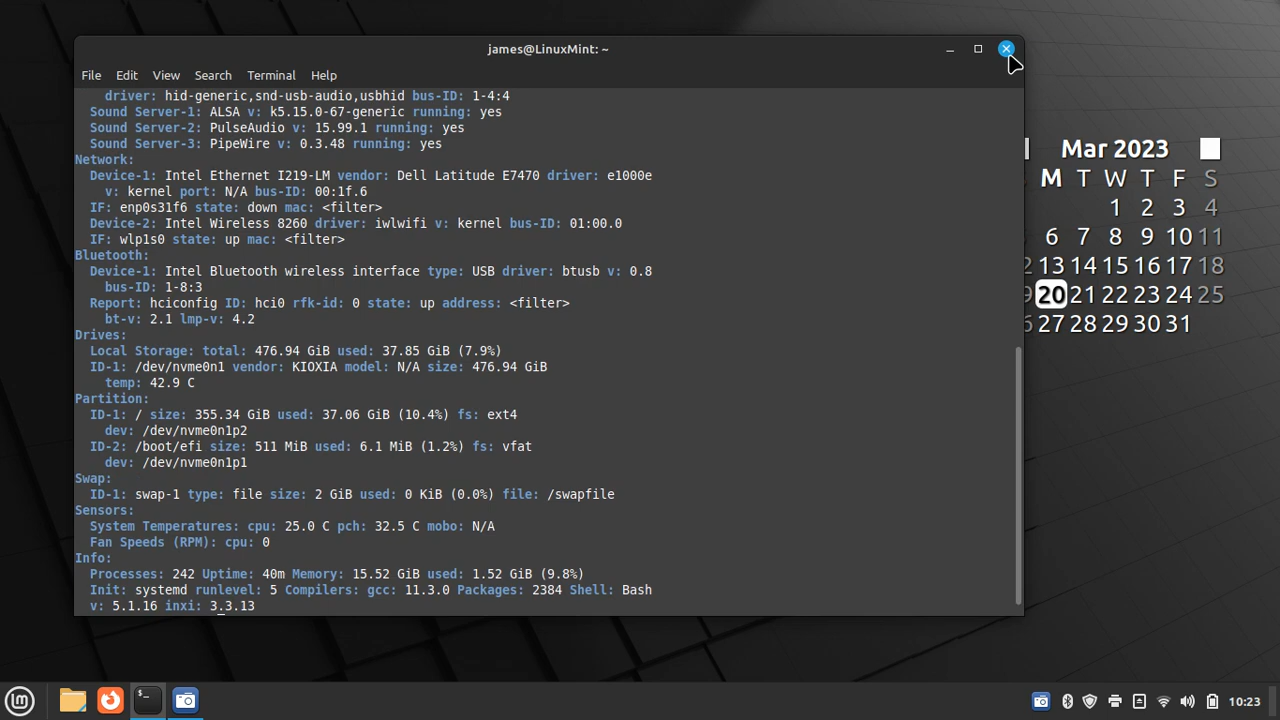 james@LinuxMint: ~
File Edit View Search Terminal Help
driver: hid-generic,snd-usb-audio,usbhid bus-ID: 1-4:4
Sound Server-1: ALSA v: k5.15.0-67-generic running: yes
Sound Server-2: PulseAudio v: 15.99.1 running: yes
Sound Server-3: PipeWire v: 0.3.48 running: yes
Network:
Device-1: Intel Ethernet I219-LM vendor: Dell Latitude E7470 driver: e1000e
v: kernel port: N/A bus-ID: 00:1f.6
IF: enp0s31f6 state: down mac: <filter>
Device-2: Intel Wireless 8260 driver: iwlwifi v: kernel bus-ID: 01:00.0
IF: wlp1s0 state: up mac: <filter>
Bluetooth:
Device-1: Intel Bluetooth wireless interface type: USB driver: btusb v: 0.8
bus-ID: 1-8:3
Report: hciconfig ID: hci0 rfk-id: 0 state: up address: <filter>
bt-v: 2.1 lmp-v: 4.2
Drives:
Local Storage: total: 476.94 GiB used: 37.85 GiB (7.9%)
ID-1: /dev/nvme0n1 vendor: KIOXIA model: N/A size: 476.94 GiB
temp: 42.9 C
Partition:
ID-1: / size: 355.34 GiB used: 37.06 GiB (10.4%) fs: ext4
dev: /dev/nvme0n1p2
ID-2: /boot/efi size: 511 MiB used: 6.1 MiB (1.2%) fs: vfat
dev: /dev/nvme0n1p1
Swap:
ID-1: swap-1 type: file size: 2 GiB used: 0 KiB (0.0%) file: /swapfile
Sensors:
System Temperatures: cpu: 25.0 C pch: 32.5 C mobo: N/A
Fan Speeds (RPM): cpu: 0
Info:
Processes: 242 Uptime: 40m Memory: 15.52 GiB used: 1.52 GiB (9.8%)
Init: systemd runlevel: 5 Compilers: gcc: 11.3.0 Packages: 2384 Shell: Bash
v: 5.1.16 inxi: 3.3.13
Mar 2023
M T W T F S
1 2 3 4
6 7 8 9 10 11
2 13 14 15 16 17 18
9 20 21 22 23 24 25
6 27 28 29 30 31
lm
$_
10:23